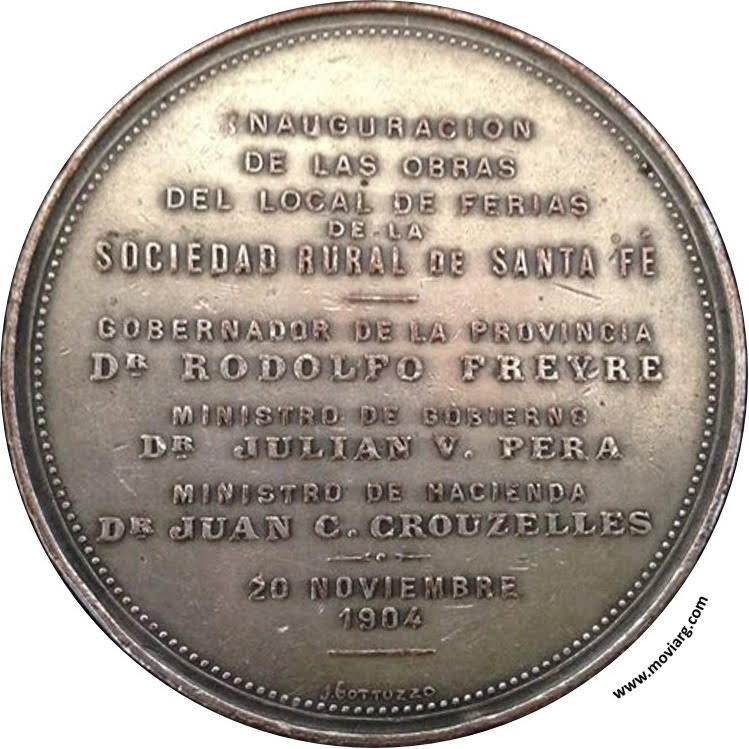 INAUGURACION
DE LAS OBRAS
DEL LOCAL DE FERIAS
DE LA
SOCIEDAD RURAL DE SANTA FÉ
GOBERNADOR DE LA PROVINCIA
DR RODOLFO FREYRE
MINISTRO DE GOBIERNO
DR JULIAN V. PERA
MINISTRO DE HACIENDA
DR JUAN C. CROUZELLES
20 NOVIEMBRE
1904
J. GOTTUZZO
www.moviarg.com